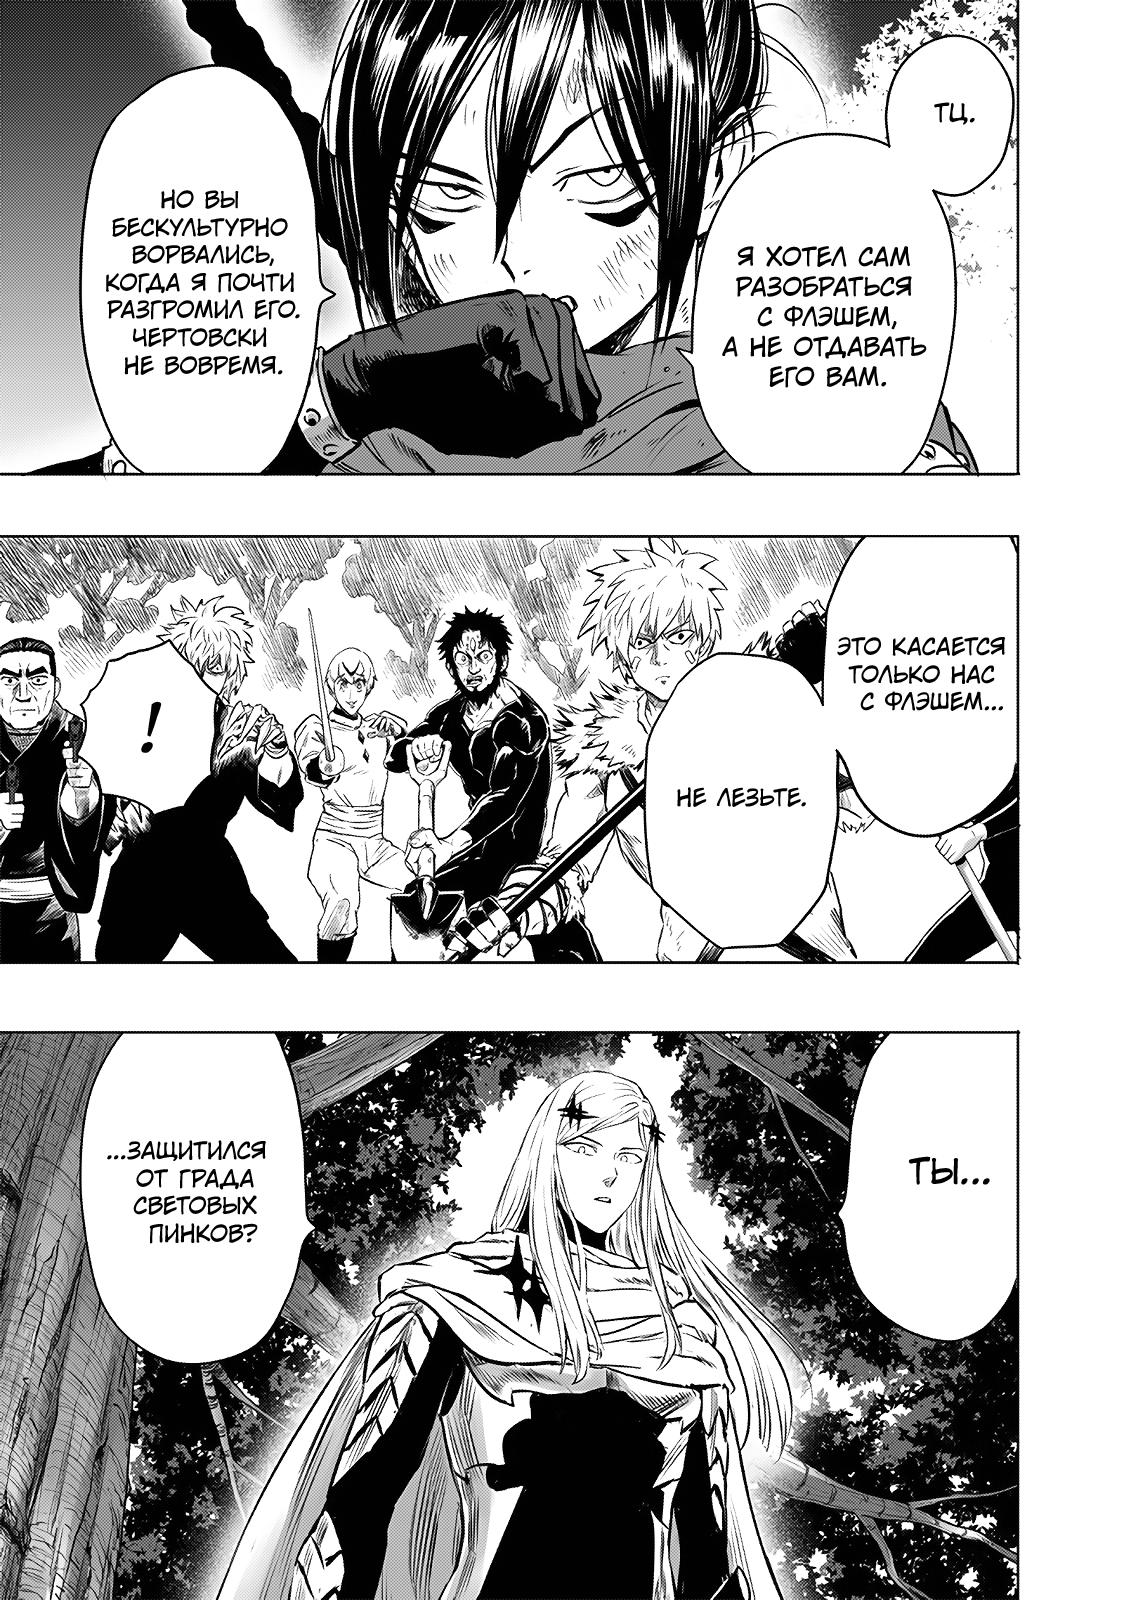 ТЦ.
Я ХОТЕЛ САМ
РАЗОБРАТЬСЯ
С ФЛЭШЕМ,
А НЕ ОТДАВАТЬ
ЕГО ВАМ.
НО ВЫ
БЕСКУЛЬТУРНО
ВОРВАЛИСЬ,
КОГДА Я ПОЧТИ
РАЗГРОМИЛ ЕГО.
ЧЕРТОВСКИ
НЕ ВОВРЕМЯ.
ЭТО КАСАЕТСЯ
ТОЛЬКО НАС
С ФЛЭШЕМ...
НЕ ЛЕЗЬТЕ.
!
ТЫ...
...ЗАЩИТИЛСЯ
ОТ ГРАДА
СВЕТОВЫХ
ПИНКОВ?